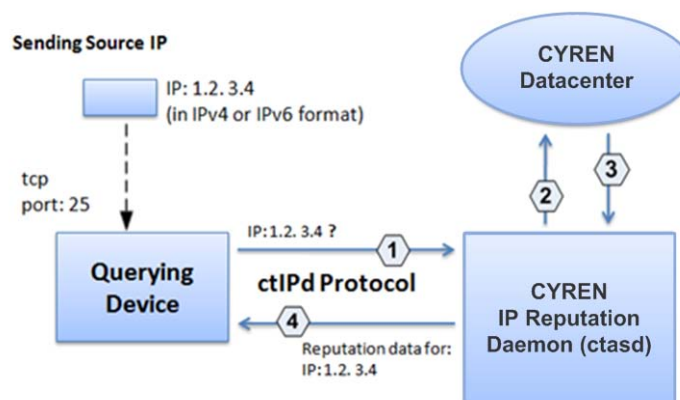 Sending Source IP
IP: 1.2. 3.4
(in IPv4 or IPv6 format)
CYREN
Datacenter
tcp
port: 25
2
3
IP:1.2. 3.4 ?
1
Querying
Device
ctIPd Protocol
4
CYREN
IP Reputation
Daemon (ctasd)
Reputation data for:
IP:1.2. 3.4